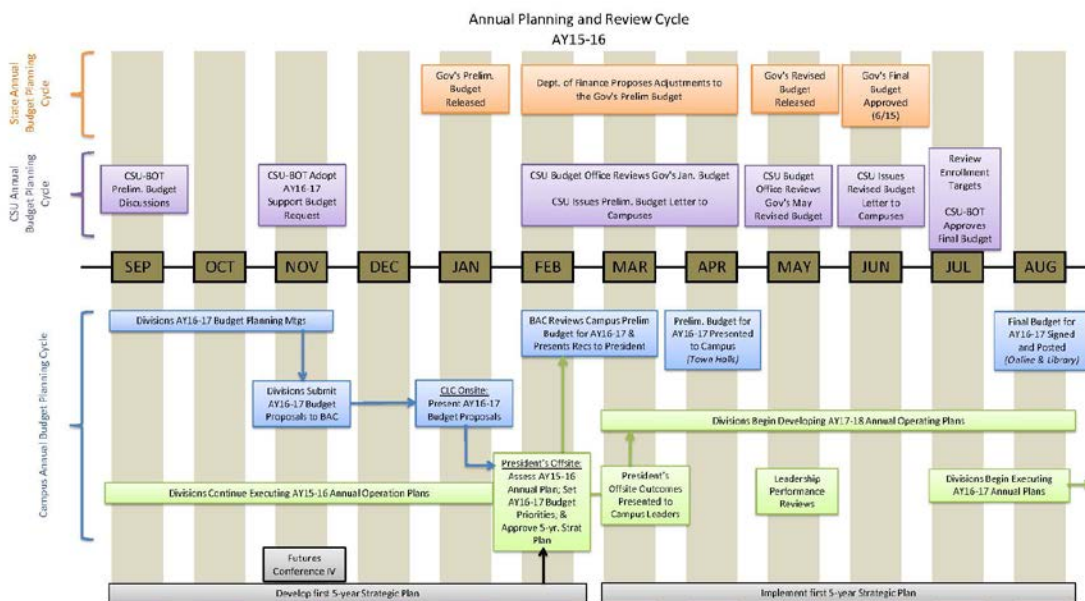 Annual Planning and Review Cycle
AY15-16
State Annual
Budget Planning
Cycle
Gov's Prelim.
Budget
Released
Dept. of Finance Proposes Adjustments to
the Gov's Prelim Budget
Gov's Revised
Budget
Released
Gov's Final
Budget
Approved
(6/15)
CSU Annual
Budget Planning
Cycle
CSU-BOT
Prelim. Budget
Discussions
CSU-BOT Adopt
AY16-17
Support Budget
Request
CSU Budget Office Reviews Gov's Jan. Budget
CSU Issues Prelim. Budget Letter to
Campuses
CSU Budget
Office Reviews
Gov's May
Revised Budget
CSU Issues
Revised Budget
Letter to
Campuses
Review
Enrollment
Targets
CSU-BOT
Approves
Final Budget
SEP
OCT
NOV
DEC
JAN
FEB
MAR
APR
MAY
JUN
JUL
AUG
Campus Annual Budget Planning Cycle
Divisions AY16-17 Budget Planning Mtgs
BAC Reviews Campus Prelim
Budget for AY16-17 &
Presents Recs to President
Prelim. Budget for
AY16-17 Presented
to Campus
(Town Halls)
Final Budget for
AY16-17 Signed
and Posted
(Online & Library)
Divisions Submit
AY16-17 Budget
Proposals to BAC
CLC Onsite:
Present AY16-17
Budget Proposals
Divisions Begin Developing AY17-18 Annual Operating Plans
Divisions Continue Executing AY15-16 Annual Operation Plans
President's Offsite:
Assess AY15-16
Annual Plan; Set
AY16-17 Budget
Priorities, &
Approve 5-yr. Strat
Plan
President's
Offsite Outcomes
Presented to
Campus Leaders
Leadership
Performance
Reviews
Divisions Begin Executing
AY16-17 Annual Plans
Futures
Conference IV
Develop first 5-year Strategic Plan
Implement first 5-year Strategic Plan